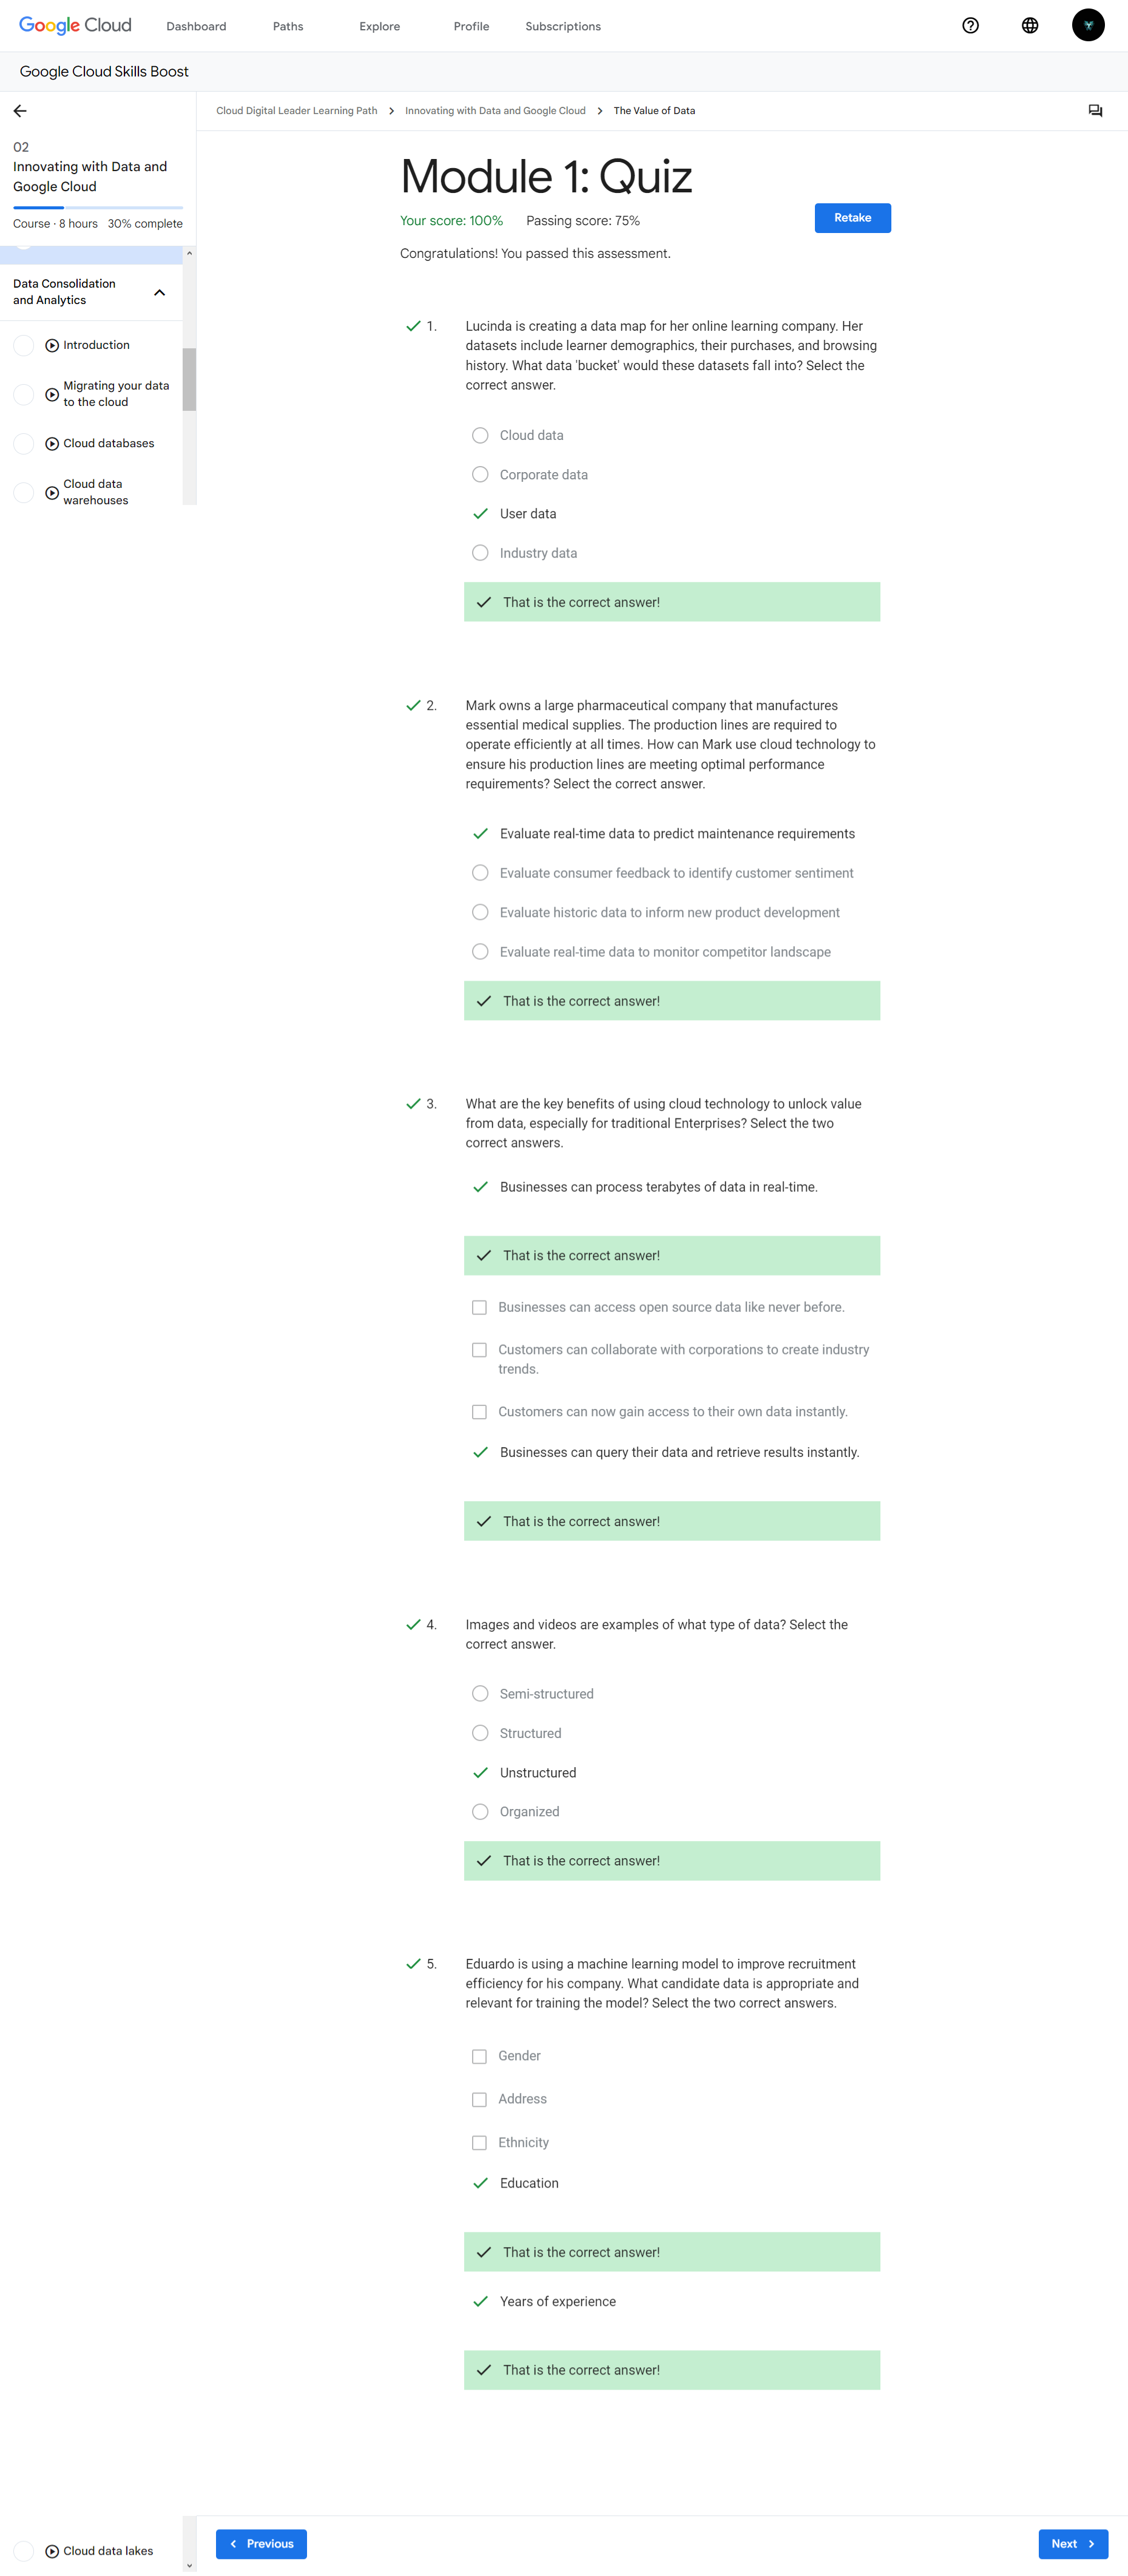 Google Cloud Dashboard Paths Explore Profile Subscriptions
Google Cloud Skills Boost
Cloud Digital Leader Learning Path > Innovating with Data and Google Cloud > The Value of Data
02
Innovating with Data and
Google Cloud
Course · 8 hours 30% complete
Data Consolidation
and Analytics
Introduction
Migrating your data
to the cloud
Cloud databases
Cloud data
warehouses
Module 1: Quiz
Your score: 100% Passing score: 75%
Retake
Congratulations! You passed this assessment.
1. Lucinda is creating a data map for her online learning company. Her
datasets include learner demographics, their purchases, and browsing
history. What data 'bucket' would these datasets fall into? Select the
correct answer.
Cloud data
Corporate data
User data
Industry data
That is the correct answer!
2. Mark owns a large pharmaceutical company that manufactures
essential medical supplies. The production lines are required to
operate efficiently at all times. How can Mark use cloud technology to
ensure his production lines are meeting optimal performance
requirements? Select the correct answer.
Evaluate real-time data to predict maintenance requirements
Evaluate consumer feedback to identify customer sentiment
Evaluate historic data to inform new product development
Evaluate real-time data to monitor competitor landscape
That is the correct answer!
3. What are the key benefits of using cloud technology to unlock value
from data, especially for traditional Enterprises? Select the two
correct answers.
Businesses can process terabytes of data in real-time.
That is the correct answer!
Businesses can access open source data like never before.
Customers can collaborate with corporations to create industry
trends.
Customers can now gain access to their own data instantly.
Businesses can query their data and retrieve results instantly.
That is the correct answer!
4. Images and videos are examples of what type of data? Select the
correct answer.
Semi-structured
Structured
Unstructured
Organized
That is the correct answer!
5. Eduardo is using a machine learning model to improve recruitment
efficiency for his company. What candidate data is appropriate and
relevant for training the model? Select the two correct answers.
Gender
Address
Ethnicity
Education
That is the correct answer!
Years of experience
That is the correct answer!
Cloud data lakes
Previous
Next